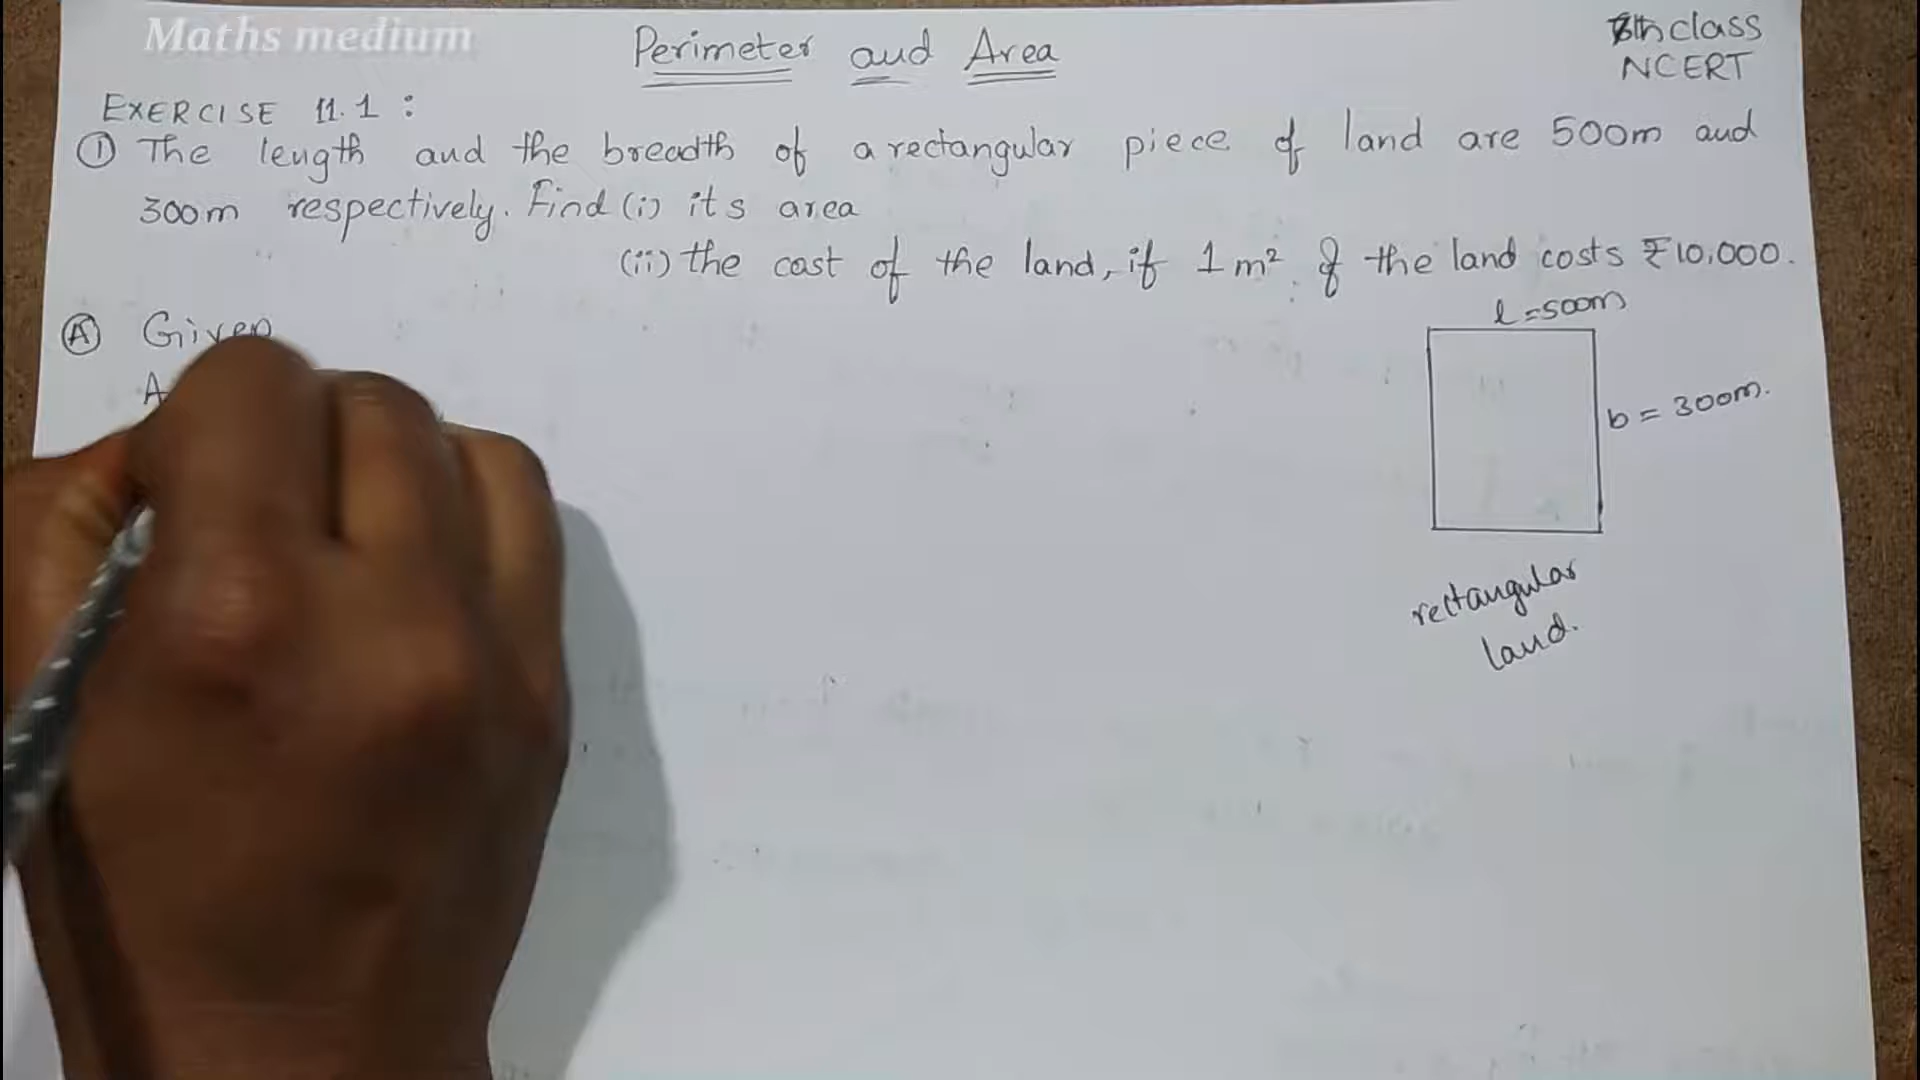 Maths medium
Perimeter and Area
7th class
NCERT
EXERCISE 11.1 :
① The length and the breadth of a rectangular piece of land are 500m and
300m respectively. Find (i) its area
(ii) the cost of the land, if 1 m² of the land costs ₹10,000.
Ⓐ Given
l=500m
b = 300m.
rectangular
land.